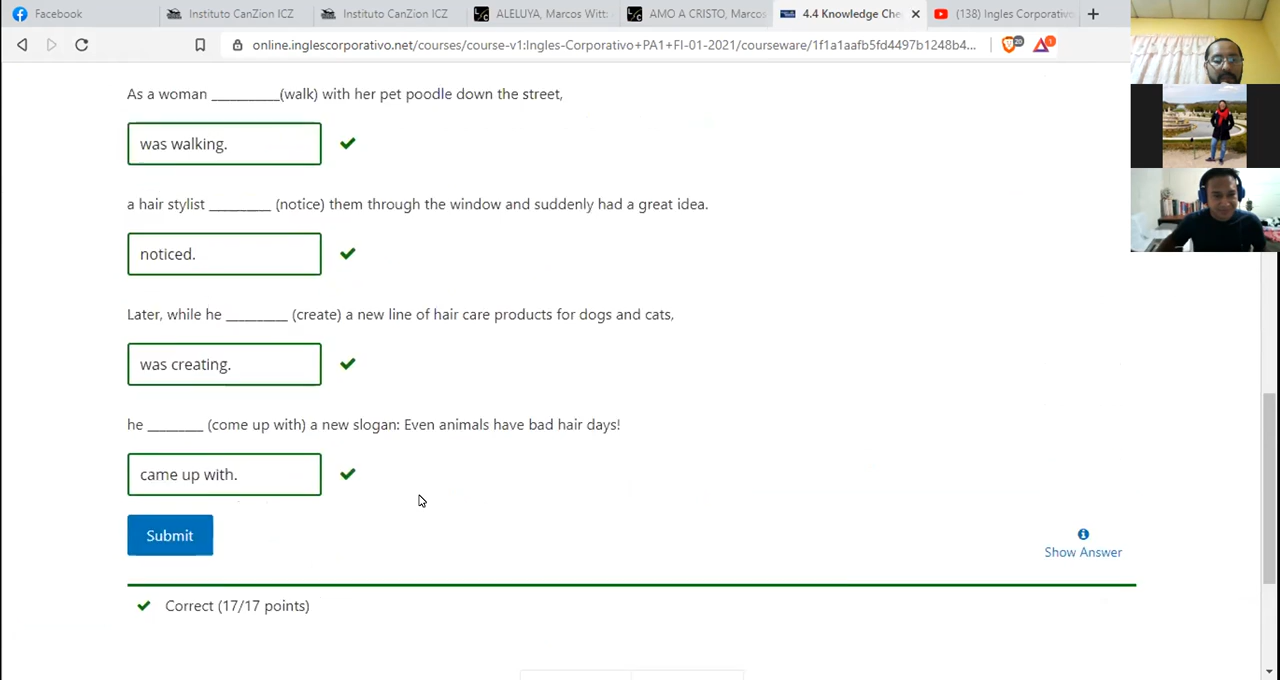 Facebook
Instituto CanZion ICZ
Instituto CanZion ICZ
ALELUYA, Marcos Witt:
AMO A CRISTO, Marcos
4.4 Knowledge Che
(138) Ingles Corporativo
online.inglescorporativo.net/courses/course-v1:Ingles-Corporativo+PA1+FI-01-2021/courseware/1f1a1aafb5fd4497b1248b4...
20
1
As a woman __________(walk) with her pet poodle down the street,
was walking.
a hair stylist _________ (notice) them through the window and suddenly had a great idea.
noticed.
Later, while he _________ (create) a new line of hair care products for dogs and cats,
was creating.
he ________ (come up with) a new slogan: Even animals have bad hair days!
came up with.
Submit
Show Answer
Correct (17/17 points)